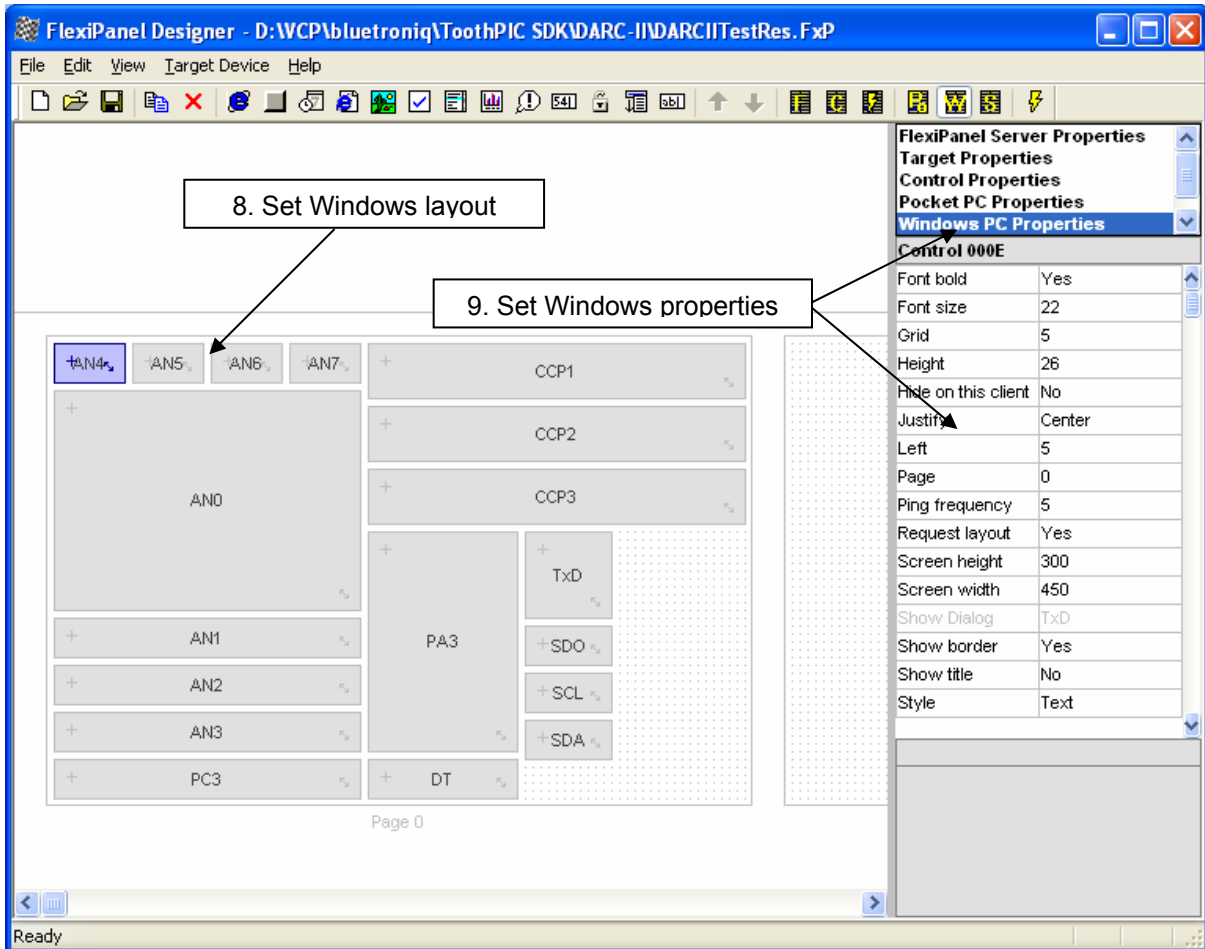 FlexiPanel Designer - D:\VCP\bluetroniq\ToothPIC SDK\DARC-II\DARCIITestRes.FxP
File Edit View Target Device Help
FlexiPanel Server Properties
Target Properties
Control Properties
Pocket PC Properties
Windows PC Properties
8. Set Windows layout
9. Set Windows properties
Control 000E
Font bold Yes
Font size 22
Grid 5
Height 26
Hide on this client No
Justify Center
Left 5
Page 0
Ping frequency 5
Request layout Yes
Screen height 300
Screen width 450
Show Dialog TxD
Show border Yes
Show title No
Style Text
AN4 AN5 AN6 AN7 CCP1
CCP2
AN0 CCP3
TxD
AN1 PA3 SDO
AN2 SCL
AN3 SDA
PC3 DT
Page 0
Ready